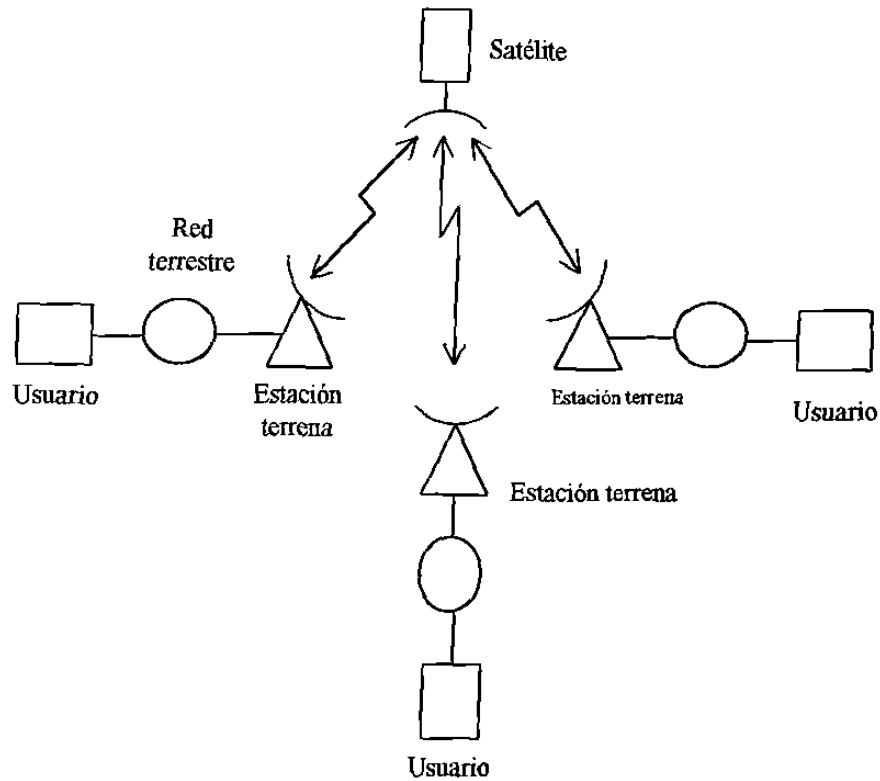 Satélite
Red
terrestre
Usuario
Estación
terrena
Estación terrena
Usuario
Estación terrena
Usuario